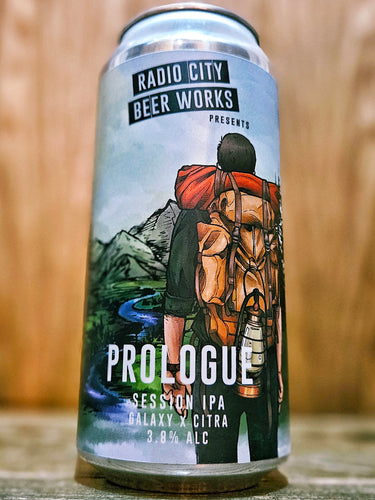 RADIO CITY
BEER WORKS
PRESENTS
PROLOGUE
SESSION IPA
GALAXY X CITRA
3.8% ALC